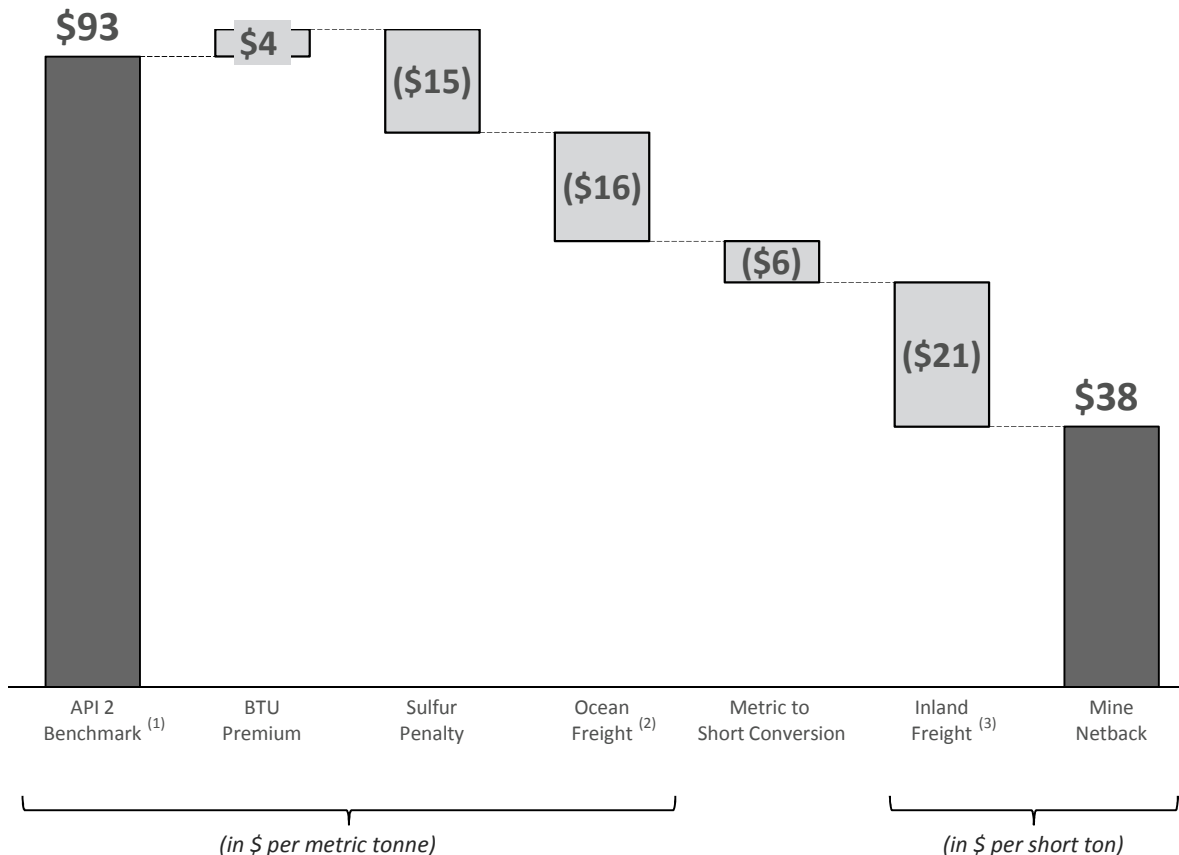 $93
$4
($15)
($16)
($6)
($21)
$38
API 2
Benchmark (1)
BTU
Premium
Sulfur
Penalty
Ocean
Freight (2)
Metric to
Short Conversion
Inland
Freight (3)
Mine
Netback
(in $ per metric tonne)
(in $ per short ton)